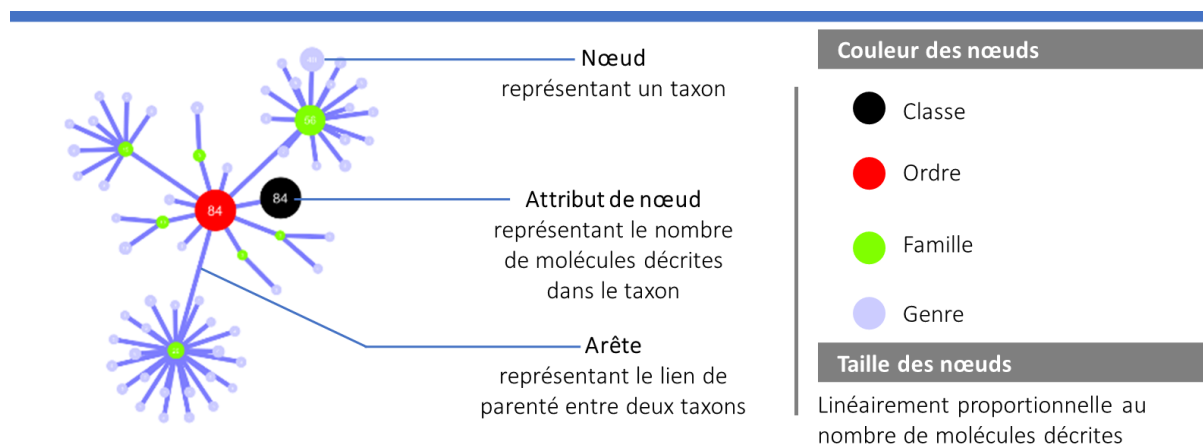 Nœud
représentant un taxon
Attribut de nœud
représentant le nombre
de molécules décrites
dans le taxon
Arête
représentant le lien de
parenté entre deux taxons
40
66
84
84
Couleur des nœuds
Classe
Ordre
Famille
Genre
Taille des nœuds
Linéairement proportionnelle au
nombre de molécules décrites